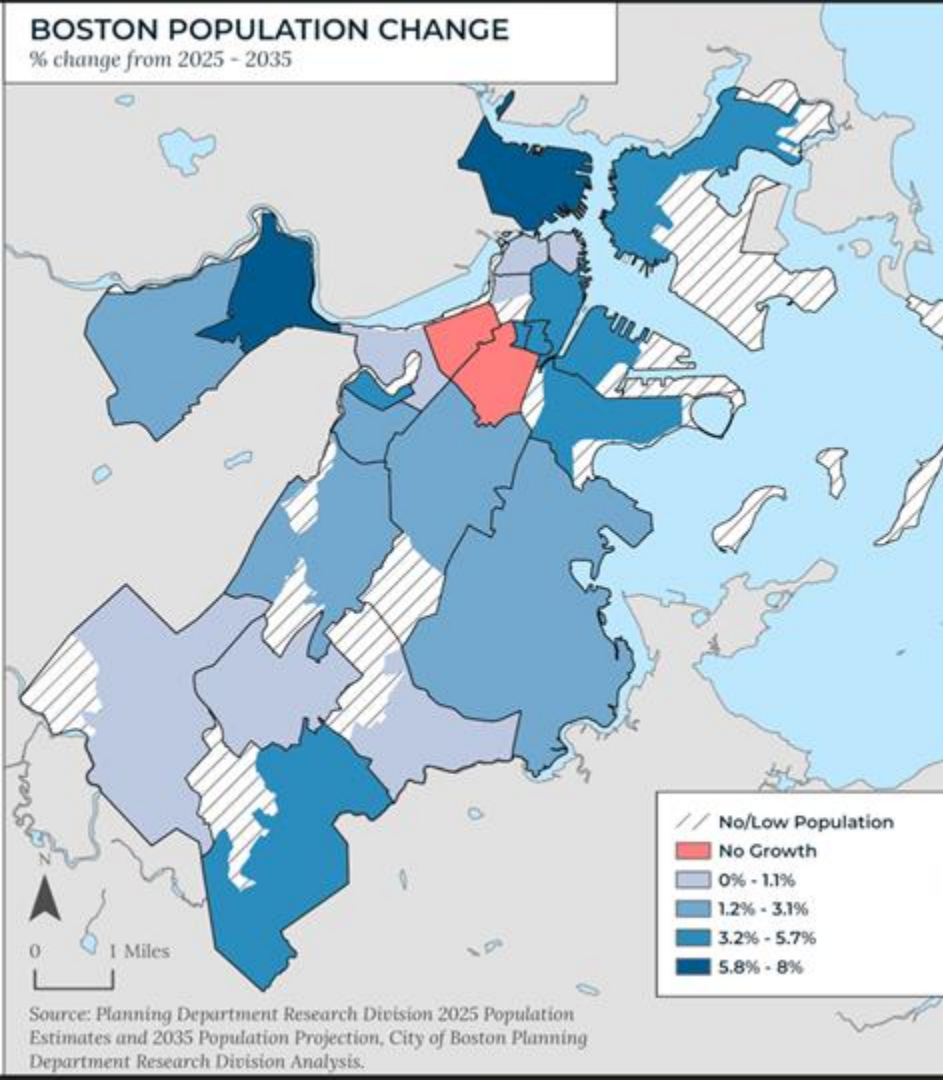 BOSTON POPULATION CHANGE
% change from 2025 - 2035
No/Low Population
No Growth
0% - 1.1%
1.2% - 3.1%
3.2% - 5.7%
5.8% - 8%
N
0 1 Miles
Source: Planning Department Research Division 2025 Population
Estimates and 2035 Population Projection, City of Boston Planning
Department Research Division Analysis.